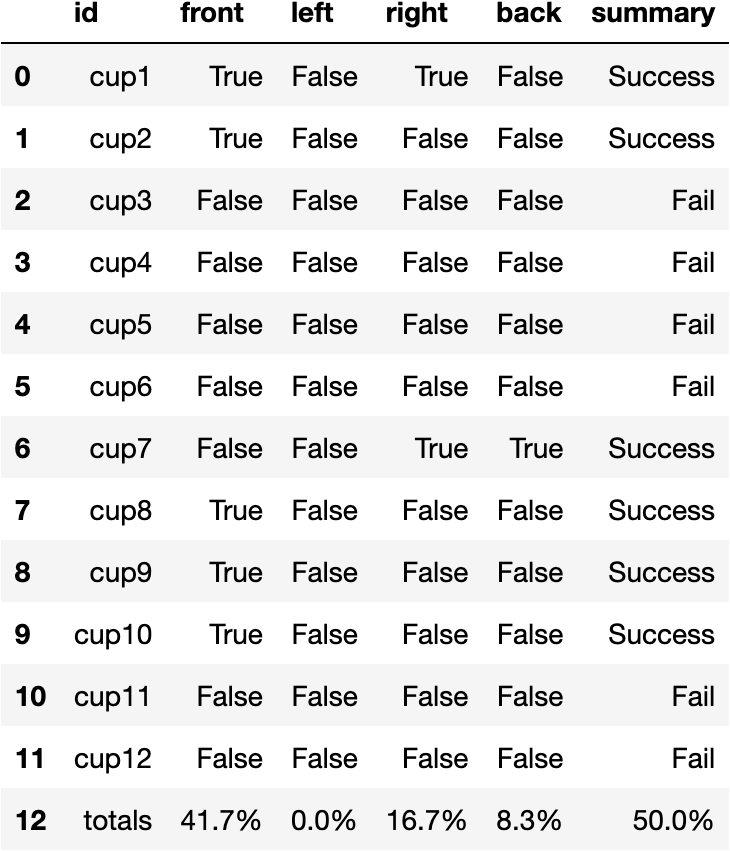 id front left right back summary
0 cup1 True False True False Success
1 cup2 True False False False Success
2 cup3 False False False False Fail
3 cup4 False False False False Fail
4 cup5 False False False False Fail
5 cup6 False False False False Fail
6 cup7 False False True True Success
7 cup8 True False False False Success
8 cup9 True False False False Success
9 cup10 True False False False Success
10 cup11 False False False False Fail
11 cup12 False False False False Fail
12 totals 41.7% 0.0% 16.7% 8.3% 50.0%